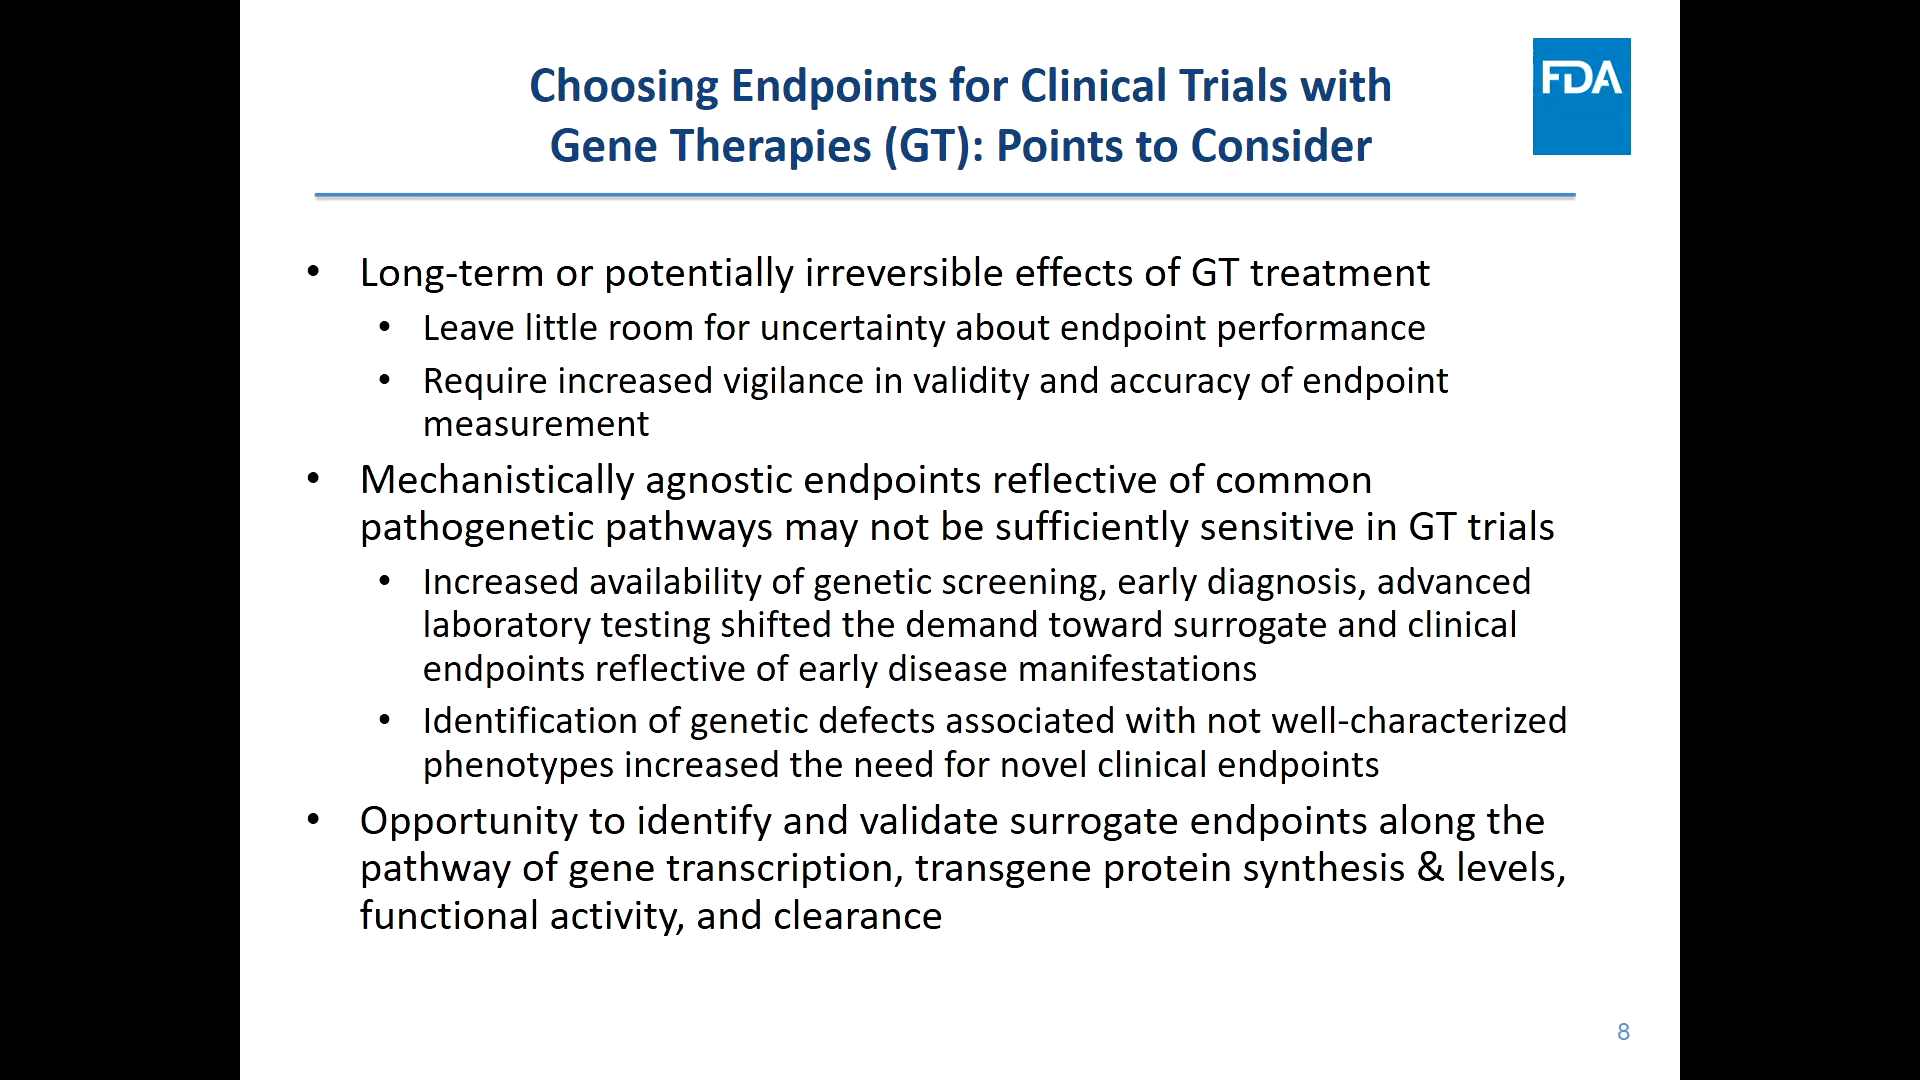 Choosing Endpoints for Clinical Trials with
Gene Therapies (GT): Points to Consider
FDA
• Long-term or potentially irreversible effects of GT treatment
• Leave little room for uncertainty about endpoint performance
• Require increased vigilance in validity and accuracy of endpoint
measurement
• Mechanistically agnostic endpoints reflective of common
pathogenetic pathways may not be sufficiently sensitive in GT trials
• Increased availability of genetic screening, early diagnosis, advanced
laboratory testing shifted the demand toward surrogate and clinical
endpoints reflective of early disease manifestations
• Identification of genetic defects associated with not well-characterized
phenotypes increased the need for novel clinical endpoints
• Opportunity to identify and validate surrogate endpoints along the
pathway of gene transcription, transgene protein synthesis & levels,
functional activity, and clearance
8